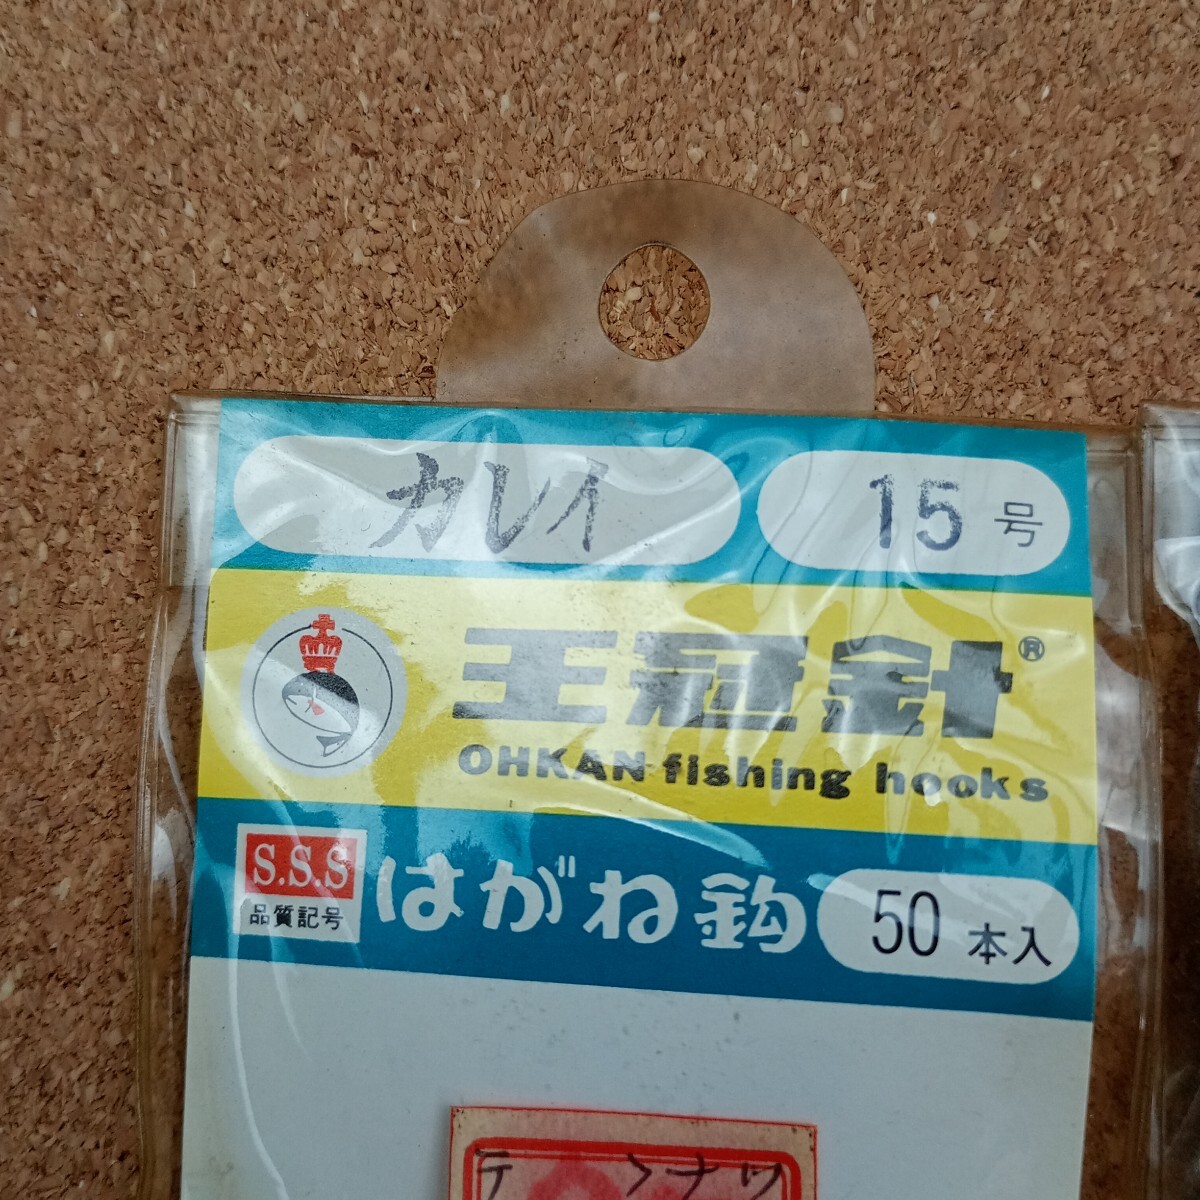 カレイ
15号
王冠針®
OHKAN fishing hooks
S.S.S
品質記号
はがね鈎
50本入